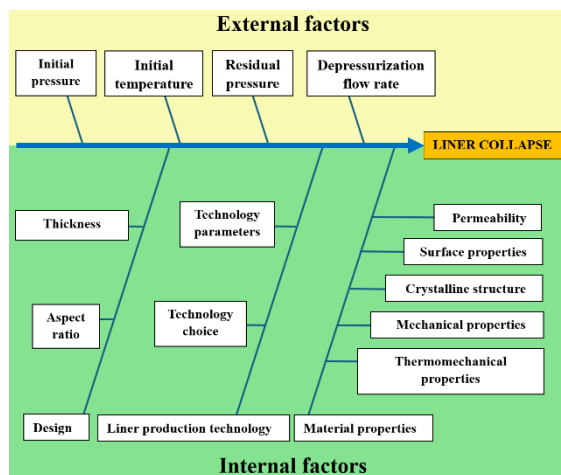 External factors
Initial
pressure
Initial
temperature
Residual
pressure
Depressurization
flow rate
LINER COLLAPSE
Thickness
Technology
parameters
Permeability
Surface properties
Crystalline structure
Aspect
ratio
Technology
choice
Mechanical properties
Thermomechanical
properties
Design
Liner production technology
Material properties
Internal factors